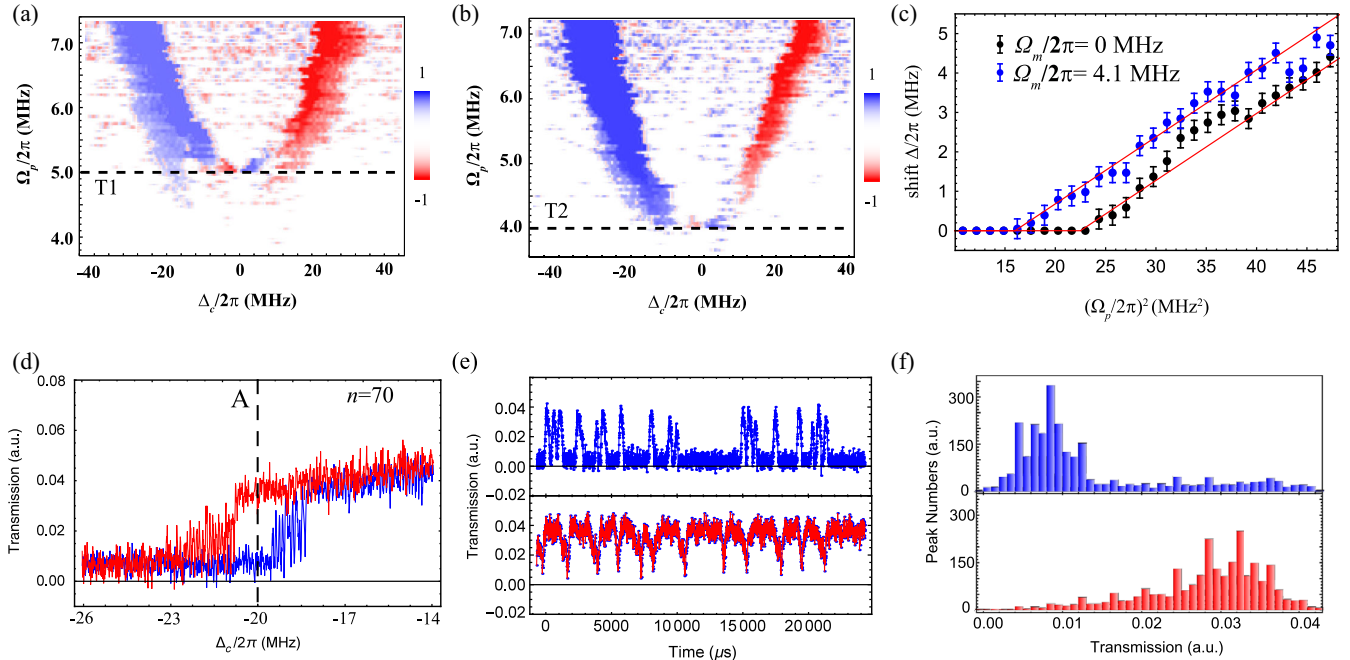 (a)
7.0
6.0
5.0
4.0
Ωp/2π (MHz)
T1
-40
-20
0
20
40
Δc/2π (MHz)
1
-1
(b)
7.0
6.0
5.0
4.0
Ωp/2π (MHz)
T2
-40
-20
0
20
40
Δc/2π (MHz)
1
-1
(c)
Ωm/2π= 0 MHz
Ωm/2π= 4.1 MHz
5
4
3
2
1
0
shift Δ/2π (MHz)
15
20
25
30
35
40
45
(Ωp/2π)² (MHz²)
(d)
0.08
0.06
0.04
0.02
0.00
Transmission (a.u.)
A
n=70
-26
-23
-20
-17
-14
Δc/2π (MHz)
(e)
0.04
0.02
0.00
−0.02
0.04
0.02
0.00
−0.02
Transmission (a.u.)
0
5000
10000
15000
20000
Time (μs)
(f)
300
150
0
300
150
0
Peak Numbers (a.u.)
0.00
0.01
0.02
0.03
0.04
Transmission (a.u.)